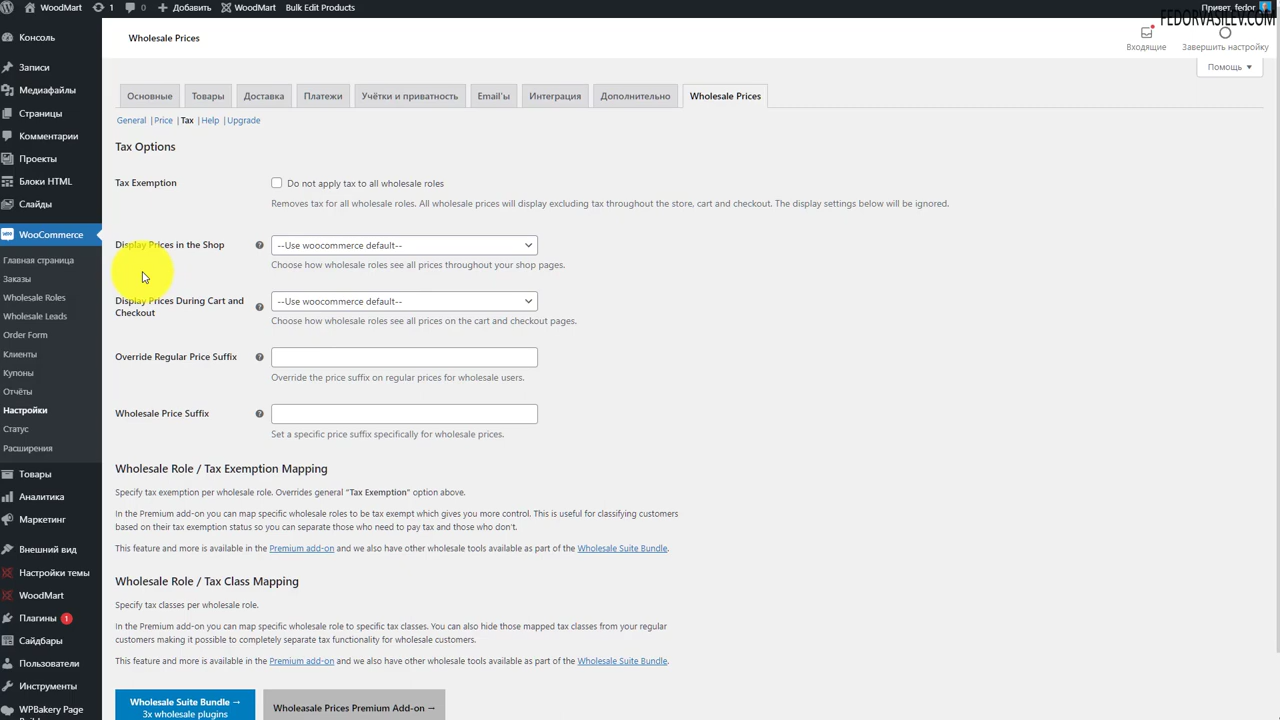 WoodMart 1 0 Добавить WoodMart Bulk Edit Products Привет, fedor
FEDORVASILEV.COM
Wholesale Prices
Входящие
Завершить настройку
Помощь
Консоль
Записи
Медиафайлы
Страницы
Комментарии
Проекты
Блоки HTML
Слайды
WooCommerce
Главная страница
Заказы
Wholesale Roles
Wholesale Leads
Order Form
Клиенты
Купоны
Отчёты
Настройки
Статус
Расширения
Товары
Аналитика
Маркетинг
Внешний вид
Настройки темы
WoodMart
Плагины 1
Сайдбары
Пользователи
Инструменты
WPBakery Page
Основные Товары Доставка Платежи Учётки и приватность Email'ы Интеграция Дополнительно Wholesale Prices
General | Price | Tax | Help | Upgrade
Tax Options
Tax Exemption
Do not apply tax to all wholesale roles
Removes tax for all wholesale roles. All wholesale prices will display excluding tax throughout the store, cart and checkout. The display settings below will be ignored.
Display Prices in the Shop
--Use woocommerce default--
Choose how wholesale roles see all prices throughout your shop pages.
Display Prices During Cart and
Checkout
--Use woocommerce default--
Choose how wholesale roles see all prices on the cart and checkout pages.
Override Regular Price Suffix
Override the price suffix on regular prices for wholesale users.
Wholesale Price Suffix
Set a specific price suffix specifically for wholesale prices.
Wholesale Role / Tax Exemption Mapping
Specify tax exemption per wholesale role. Overrides general "Tax Exemption" option above.
In the Premium add-on you can map specific wholesale roles to be tax exempt which gives you more control. This is useful for classifying customers
based on their tax exemption status so you can separate those who need to pay tax and those who don't.
This feature and more is available in the Premium add-on and we also have other wholesale tools available as part of the Wholesale Suite Bundle.
Wholesale Role / Tax Class Mapping
Specify tax classes per wholesale role.
In the Premium add-on you can map specific wholesale role to specific tax classes. You can also hide those mapped tax classes from your regular
customers making it possible to completely separate tax functionality for wholesale customers.
This feature and more is available in the Premium add-on and we also have other wholesale tools available as part of the Wholesale Suite Bundle.
Wholesale Suite Bundle →
3x wholesale plugins
Wholeasale Prices Premium Add-on →